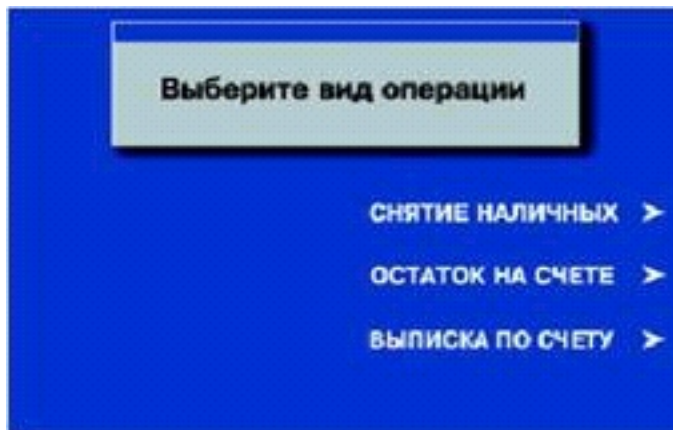 Выберите вид операции
СНЯТИЕ НАЛИЧНЫХ
ОСТАТОК НА СЧЕТЕ
ВЫПИСКА ПО СЧЕТУ